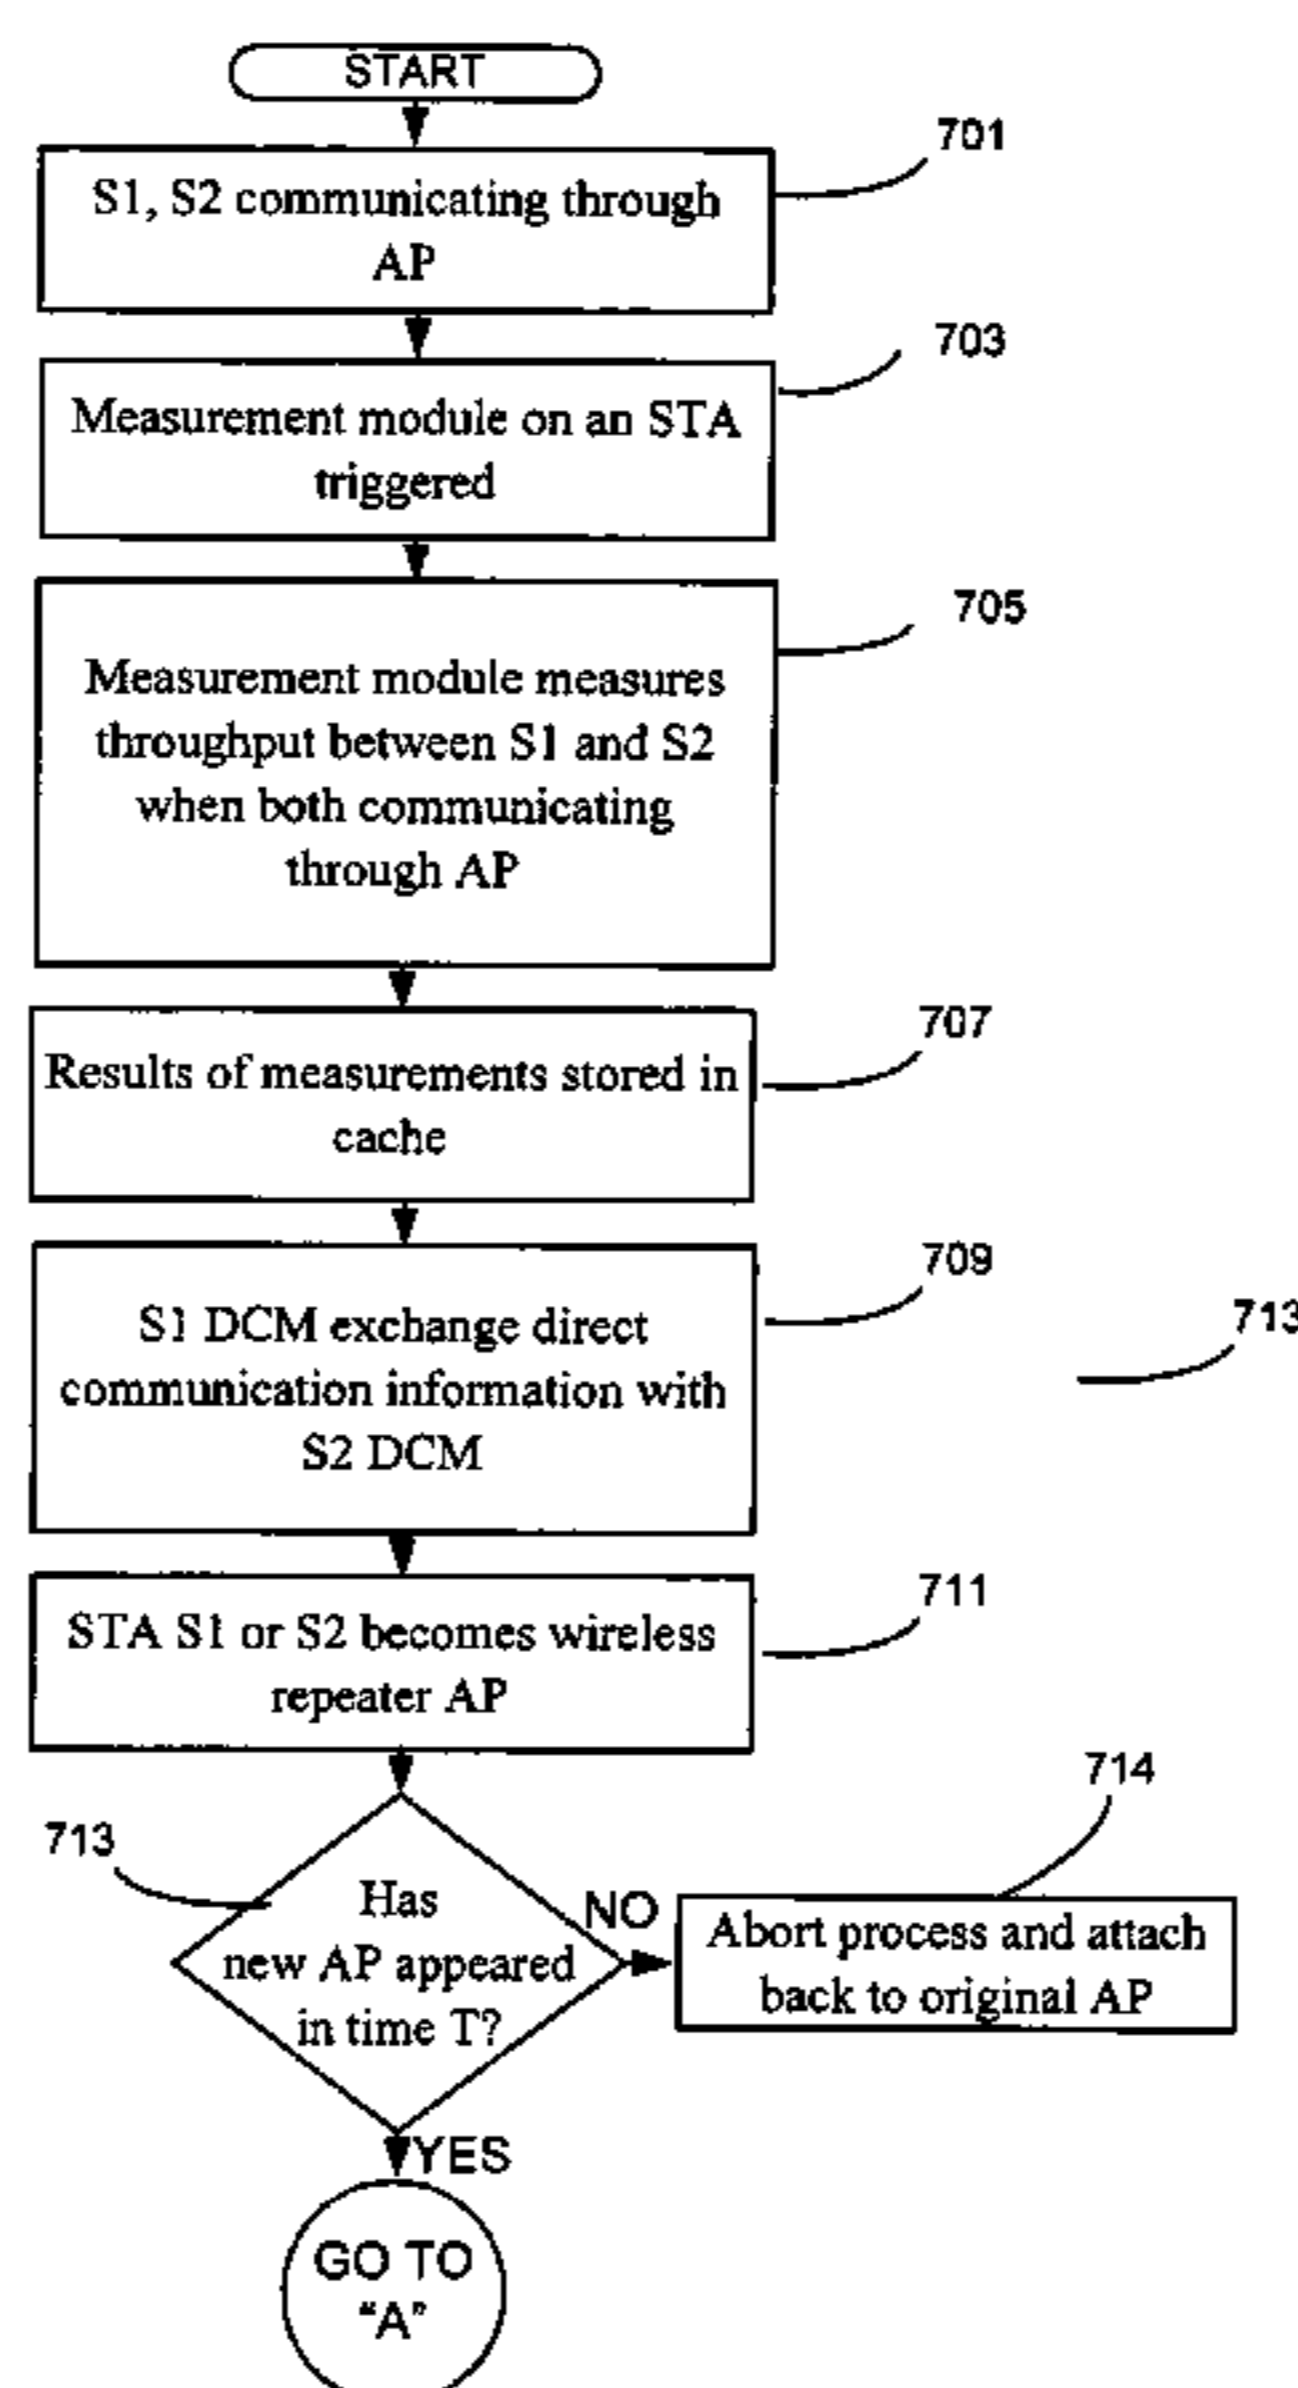 START
701
S1, S2 communicating through
AP
703
Measurement module on an STA
triggered
705
Measurement module measures
throughput between S1 and S2
when both communicating
through AP
707
Results of measurements stored in
cache
709
713
S1 DCM exchange direct
communication information with
S2 DCM
711
STA S1 or S2 becomes wireless
repeater AP
714
713
Has
new AP appeared
in time T?
NO
Abort process and attach
back to original AP
YES
GO TO
“A”